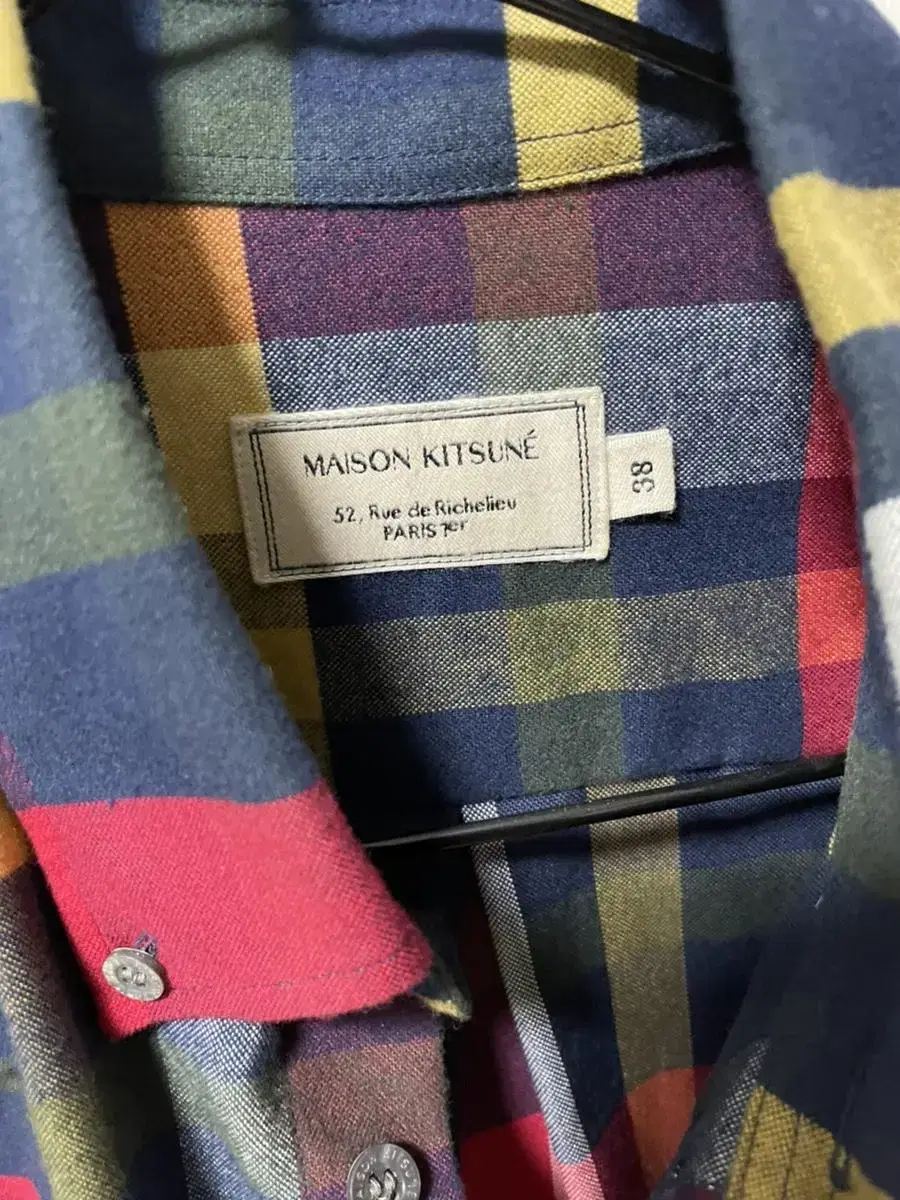 MAISON KITSUNÉ
52, Rue de Richelieu
PARIS 1er
38